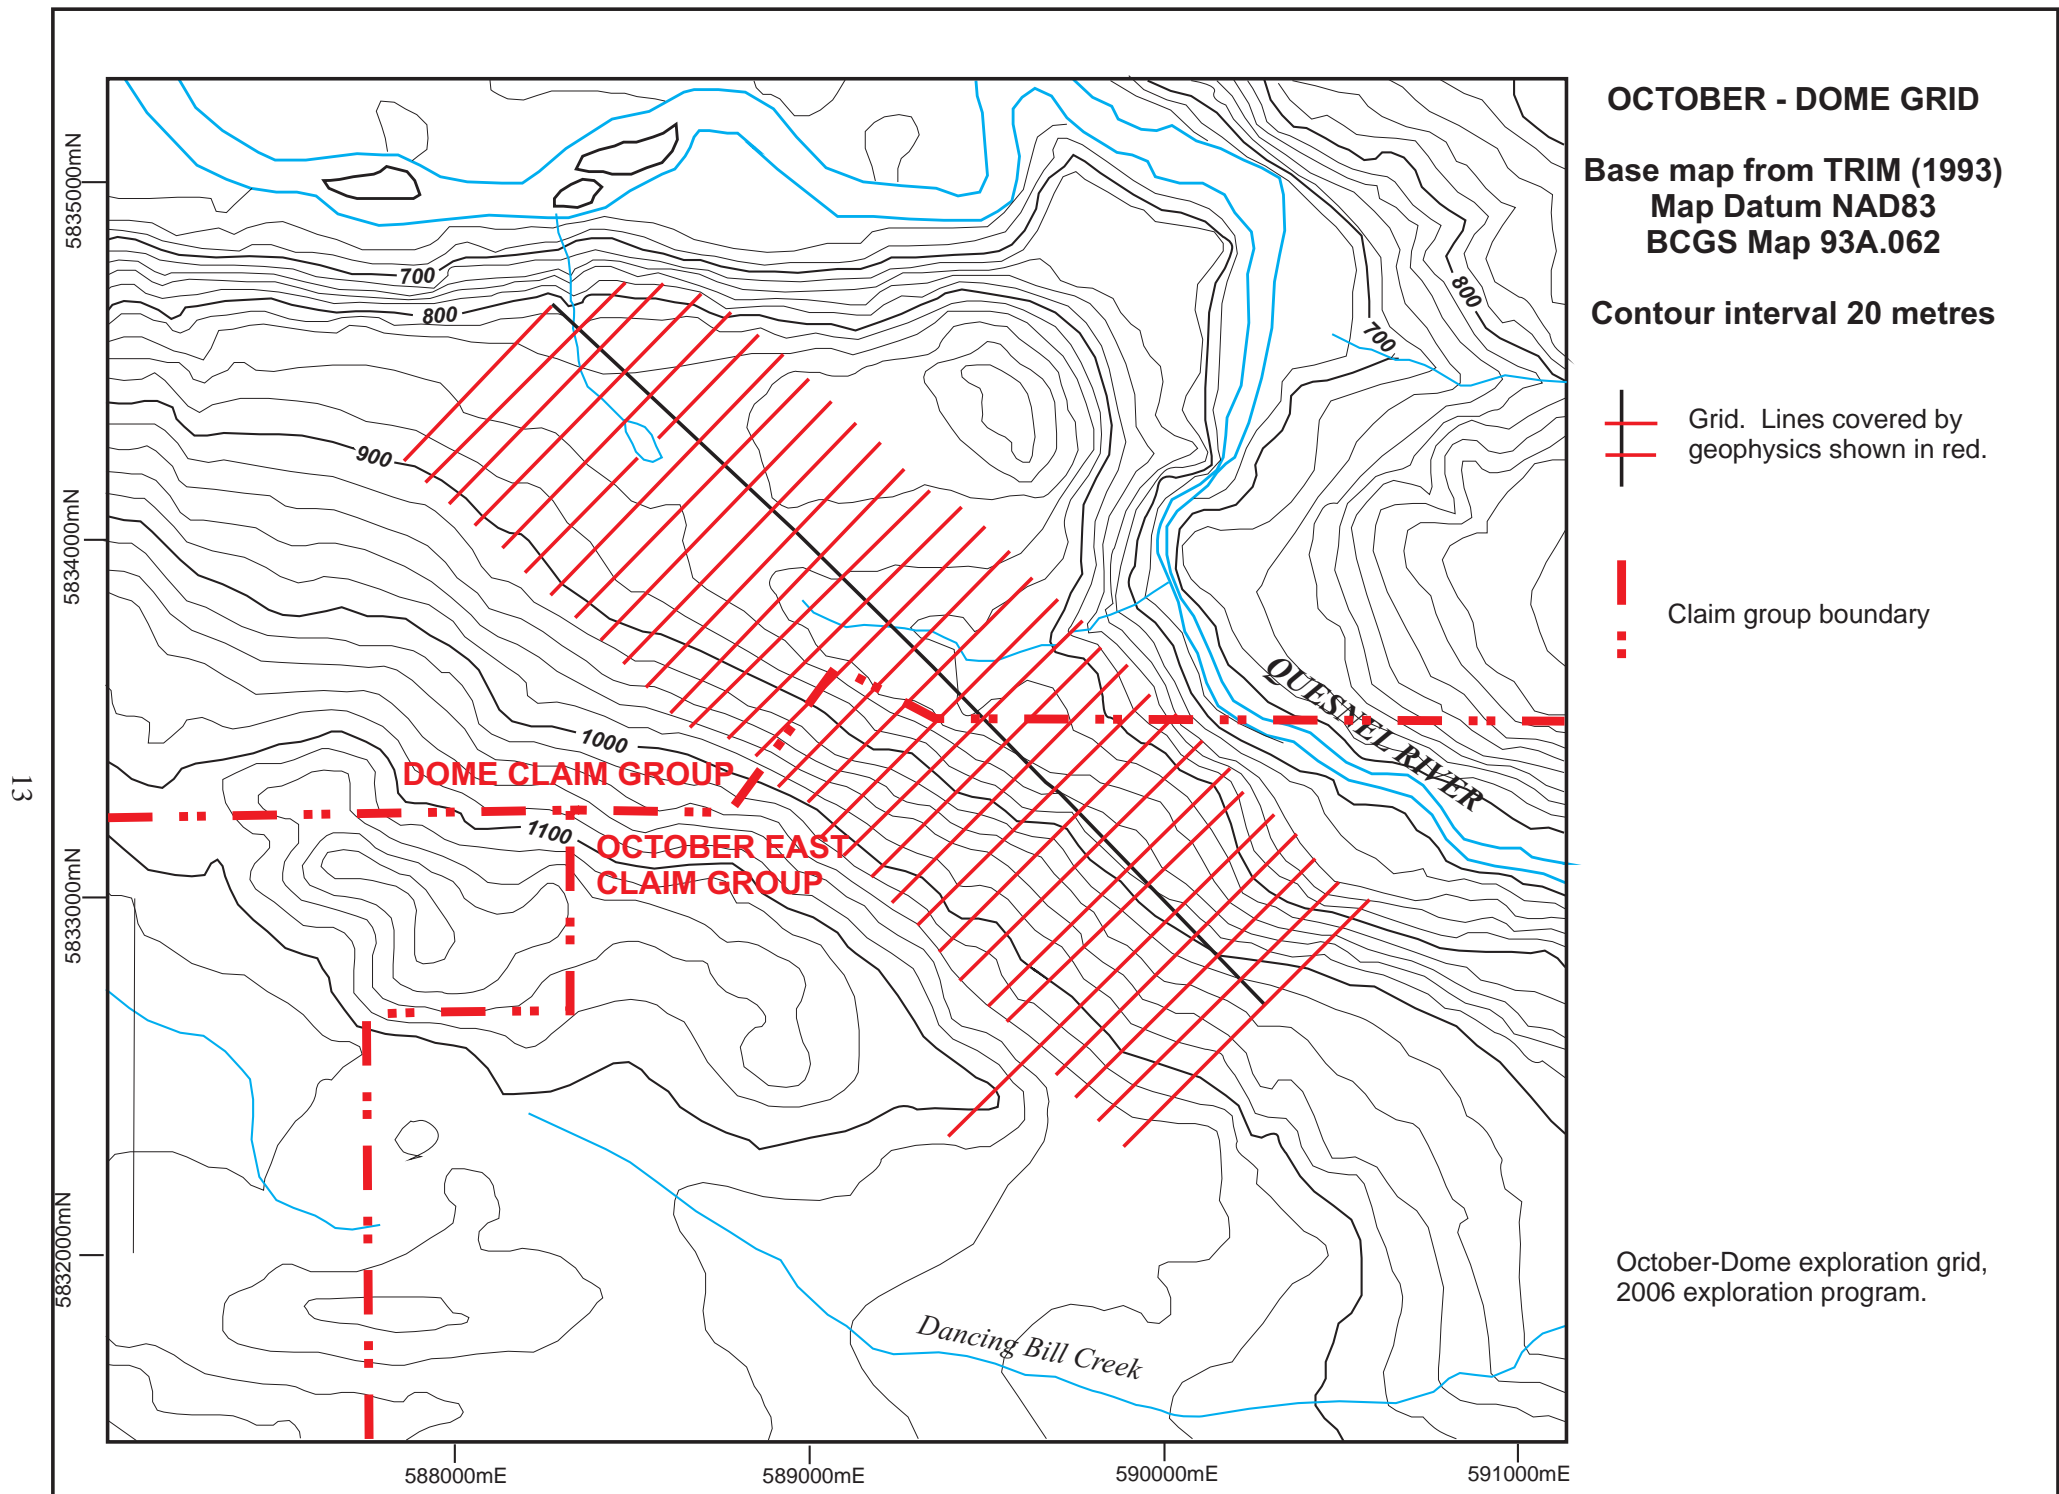 OCTOBER - DOME GRID
Base map from TRIM (1993)
Map Datum NAD83
BCGS Map 93A.062
Contour interval 20 metres
Grid. Lines covered by
geophysics shown in red.
Claim group boundary
October-Dome exploration grid,
2006 exploration program.
5835000mN
5834000mN
5833000mN
5832000mN
588000mE
589000mE
590000mE
591000mE
700
800
900
1000
1100
800
700
QUESNEL RIVER
DOME CLAIM GROUP
OCTOBER EAST
CLAIM GROUP
Dancing Bill Creek
13